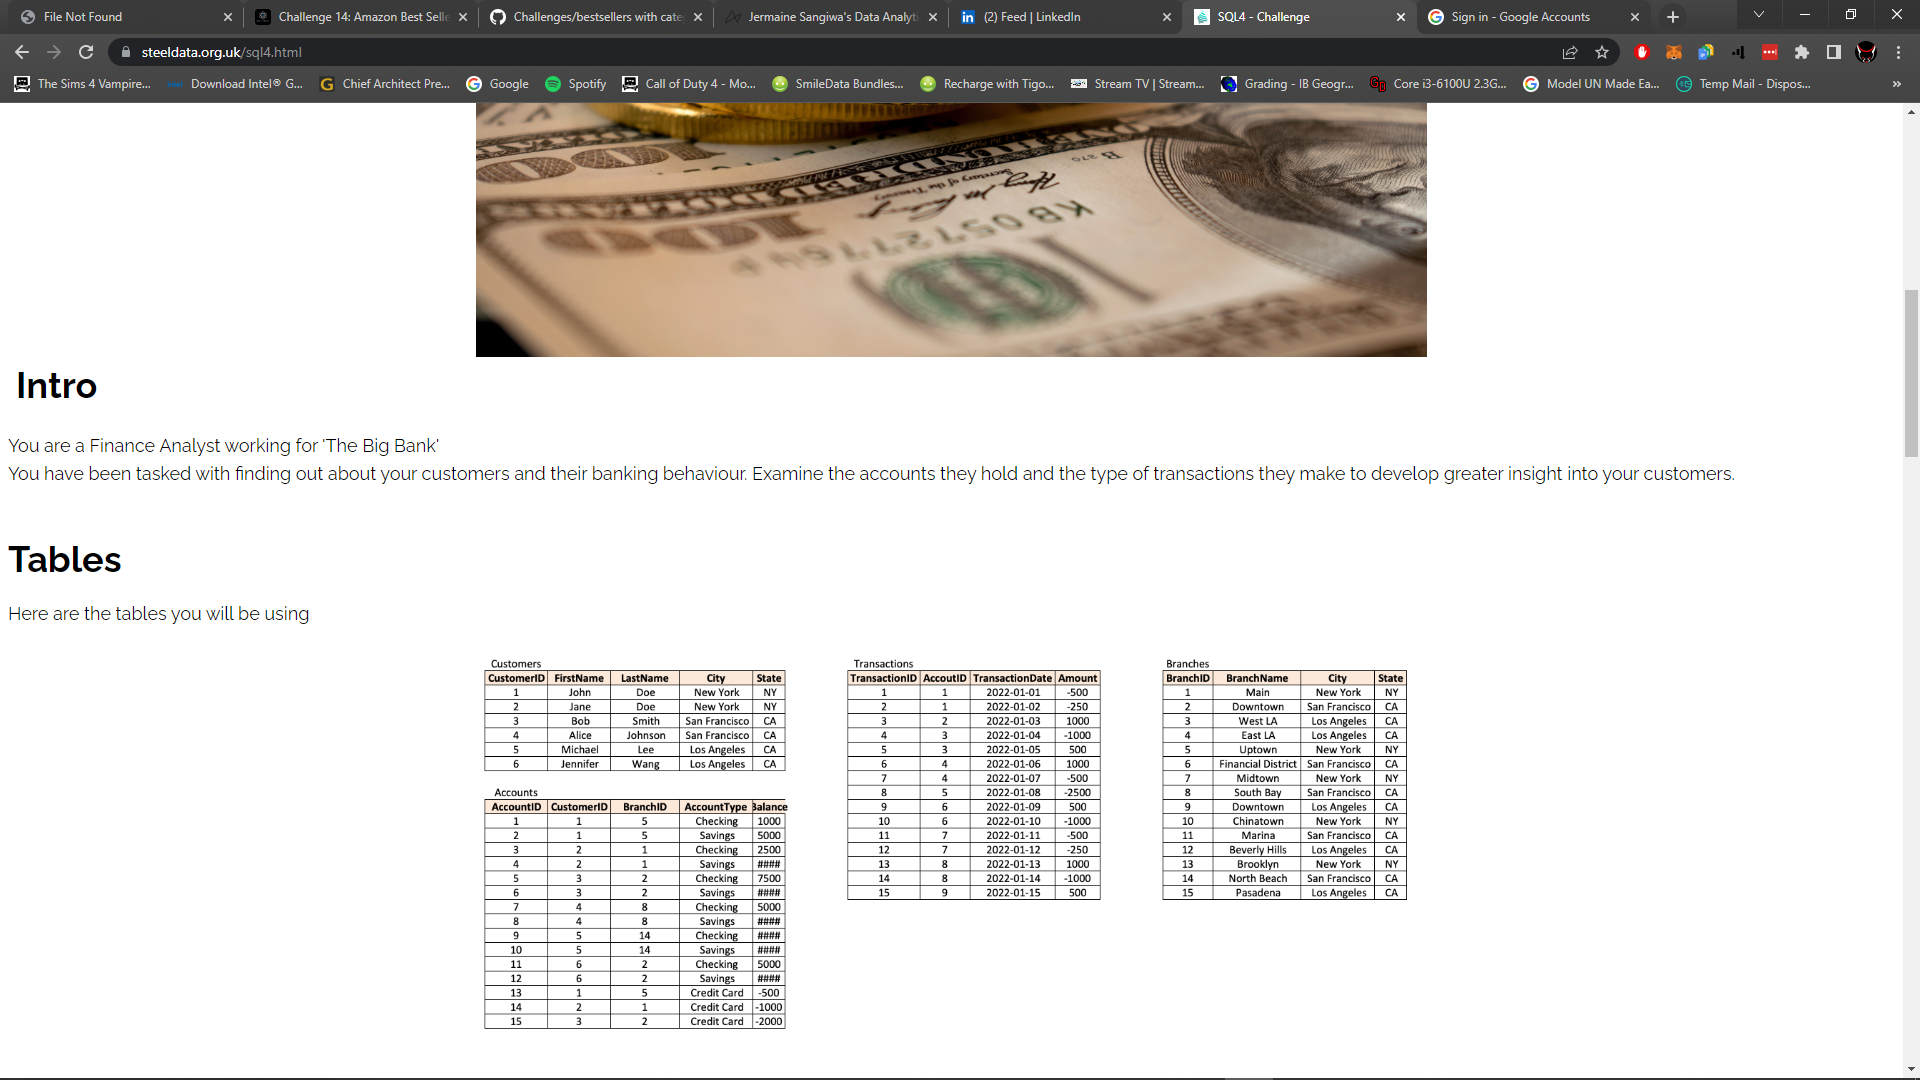 File Not Found
Challenge 14: Amazon Best Selle
Challenges/bestsellers with cate
Jermaine Sangiwa's Data Analyti
(2) Feed | LinkedIn
SQL4 - Challenge
Sign in - Google Accounts
steeldata.org.uk/sql4.html
The Sims 4 Vampire...
Download Intel® G...
Chief Architect Pre...
Google
Spotify
Call of Duty 4 - Mo...
SmileData Bundles...
Recharge with Tigo...
Stream TV | Stream...
Grading - IB Geogr...
Core i3-6100U 2.3G...
Model UN Made Ea...
Temp Mail - Dispos...
Secretary of the Treasury
B
270
100
KB0572776
Intro
You are a Finance Analyst working for 'The Big Bank'
You have been tasked with finding out about your customers and their banking behaviour. Examine the accounts they hold and the type of transactions they make to develop greater insight into your customers.
Tables
Here are the tables you will be using
Customers
CustomerID FirstName LastName City State
1 John Doe New York NY
2 Jane Doe New York NY
3 Bob Smith San Francisco CA
4 Alice Johnson San Francisco CA
5 Michael Lee Los Angeles CA
6 Jennifer Wang Los Angeles CA
Accounts
AccountID CustomerID BranchID AccountType Balance
1 1 5 Checking 1000
2 1 5 Savings 5000
3 2 1 Checking 2500
4 2 1 Savings ####
5 3 2 Checking 7500
6 3 2 Savings ####
7 4 8 Checking 5000
8 4 8 Savings ####
9 5 14 Checking ####
10 5 14 Savings ####
11 6 2 Checking 5000
12 6 2 Savings ####
13 1 5 Credit Card -500
14 2 1 Credit Card -1000
15 3 2 Credit Card -2000
Transactions
TransactionID AccoutID TransactionDate Amount
1 1 2022-01-01 -500
2 1 2022-01-02 -250
3 2 2022-01-03 1000
4 3 2022-01-04 -1000
5 3 2022-01-05 500
6 4 2022-01-06 1000
7 4 2022-01-07 -500
8 5 2022-01-08 -2500
9 6 2022-01-09 500
10 6 2022-01-10 -1000
11 7 2022-01-11 -500
12 7 2022-01-12 -250
13 8 2022-01-13 1000
14 8 2022-01-14 -1000
15 9 2022-01-15 500
Branches
BranchID BranchName City State
1 Main New York NY
2 Downtown San Francisco CA
3 West LA Los Angeles CA
4 East LA Los Angeles CA
5 Uptown New York NY
6 Financial District San Francisco CA
7 Midtown New York NY
8 South Bay San Francisco CA
9 Downtown Los Angeles CA
10 Chinatown New York NY
11 Marina San Francisco CA
12 Beverly Hills Los Angeles CA
13 Brooklyn New York NY
14 North Beach San Francisco CA
15 Pasadena Los Angeles CA